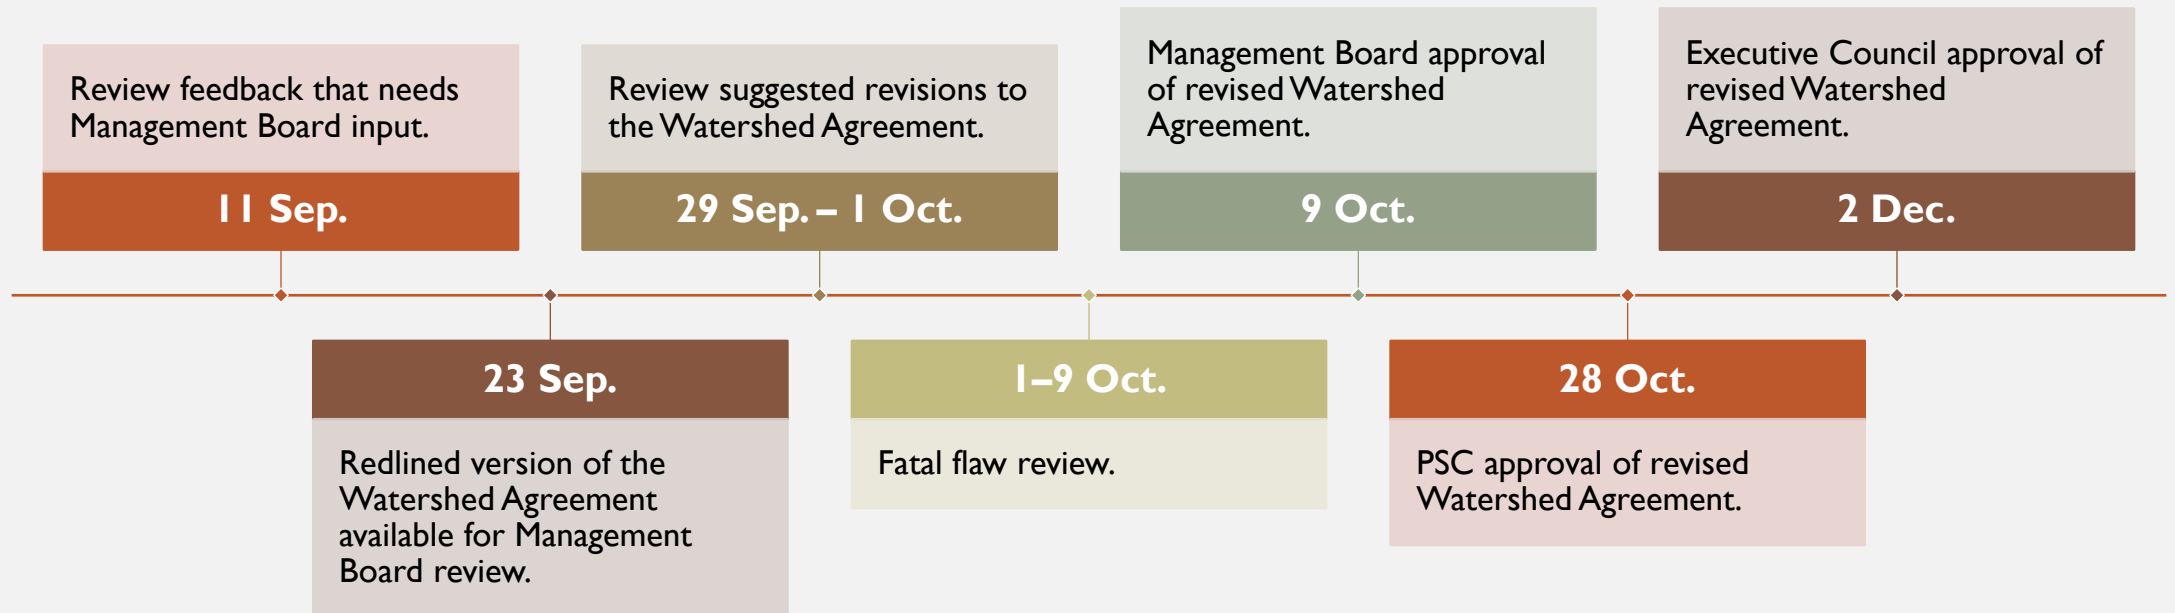 Review feedback that needs
Management Board input.
11 Sep.
Redlined version of the
Watershed Agreement
available for Management
Board review.
23 Sep.
Review suggested revisions to
the Watershed Agreement.
29 Sep. – 1 Oct.
1–9 Oct.
Fatal flaw review.
Management Board approval
of revised Watershed
Agreement.
9 Oct.
28 Oct.
PSC approval of revised
Watershed Agreement.
Executive Council approval of
revised Watershed
Agreement.
2 Dec.